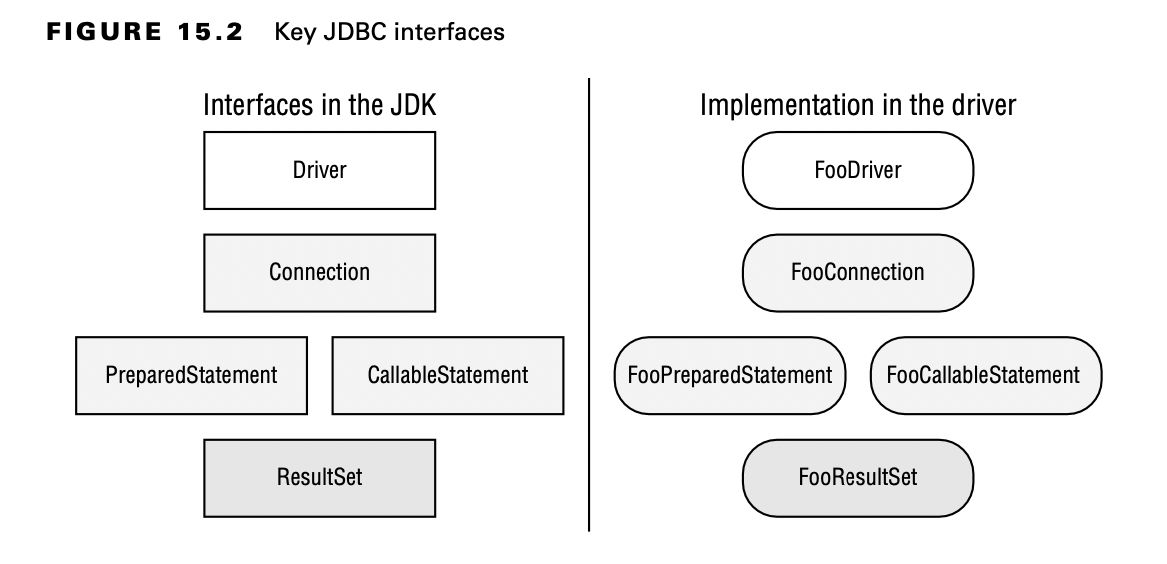 FIGURE 15.2 Key JDBC interfaces
Interfaces in the JDK
Driver
Connection
PreparedStatement
CallableStatement
ResultSet
Implementation in the driver
FooDriver
FooConnection
FooPreparedStatement
FooCallableStatement
FooResultSet